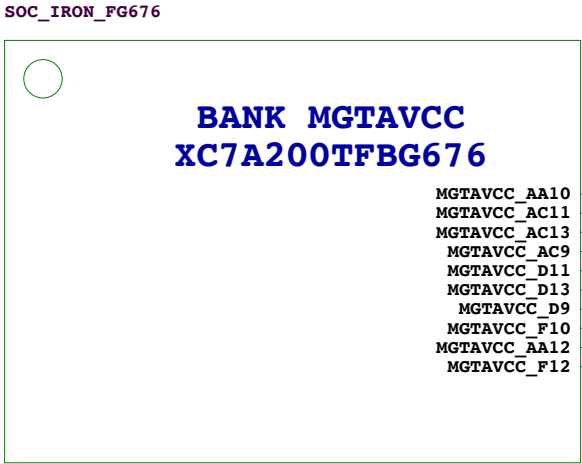 SOC_IRON_FG676
BANK MGTAVCC
XC7A200TFBG676
MGTAVCC_AA10
MGTAVCC_AC11
MGTAVCC_AC13
MGTAVCC_AC9
MGTAVCC_D11
MGTAVCC_D13
MGTAVCC_D9
MGTAVCC_F10
MGTAVCC_AA12
MGTAVCC_F12